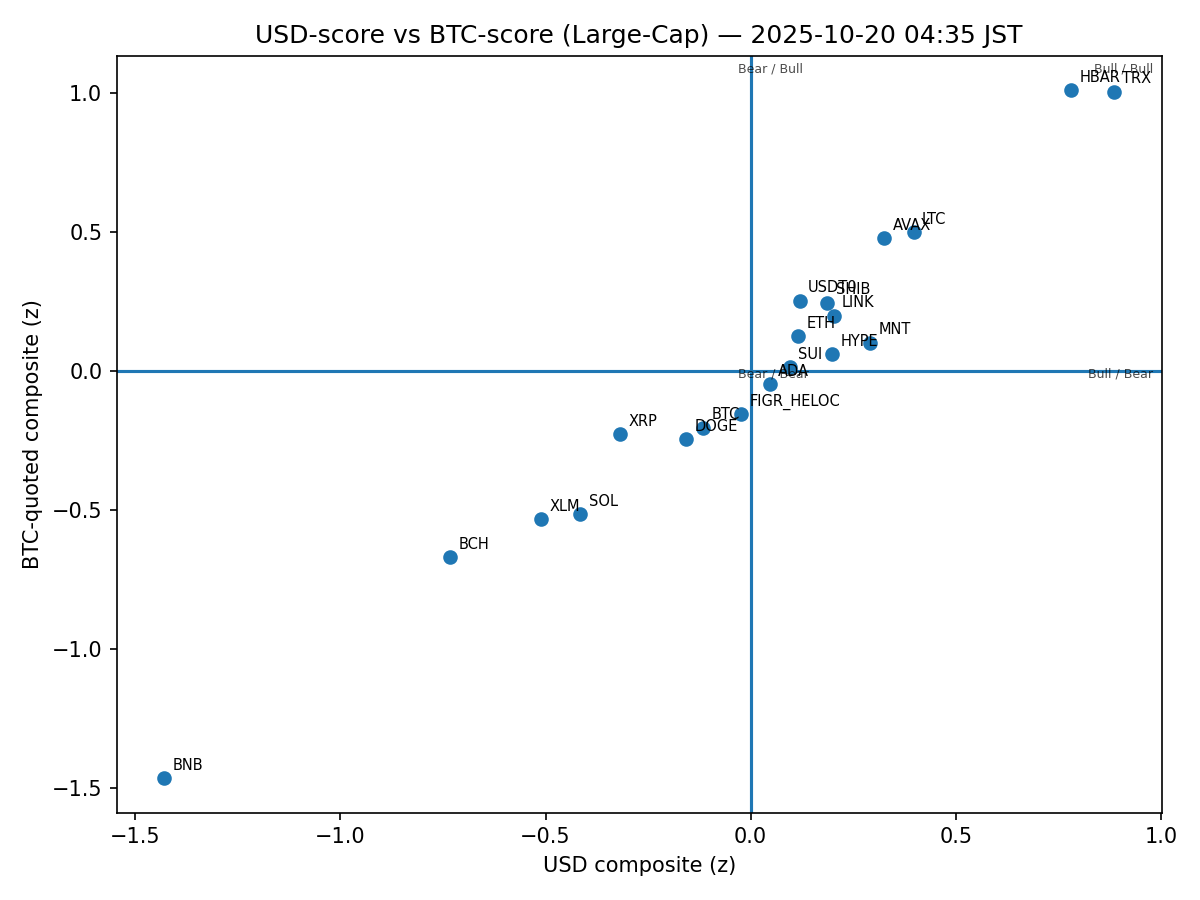 USD-score vs BTC-score (Large-Cap) — 2025-10-20 04:35 JST
Bear / Bull
Bull / Bull
HBAR
TRX
LTC
AVAX
USDT0
SHIB
LINK
ETH
MNT
HYPE
SUI
ADA
Bear / Bear
Bull / Bear
FIGR_HELOC
BTC
DOGE
XRP
XLM
SOL
BCH
BNB
1.0
0.5
0.0
−0.5
−1.0
−1.5
BTC-quoted composite (z)
−1.5
−1.0
−0.5
0.0
0.5
1.0
USD composite (z)